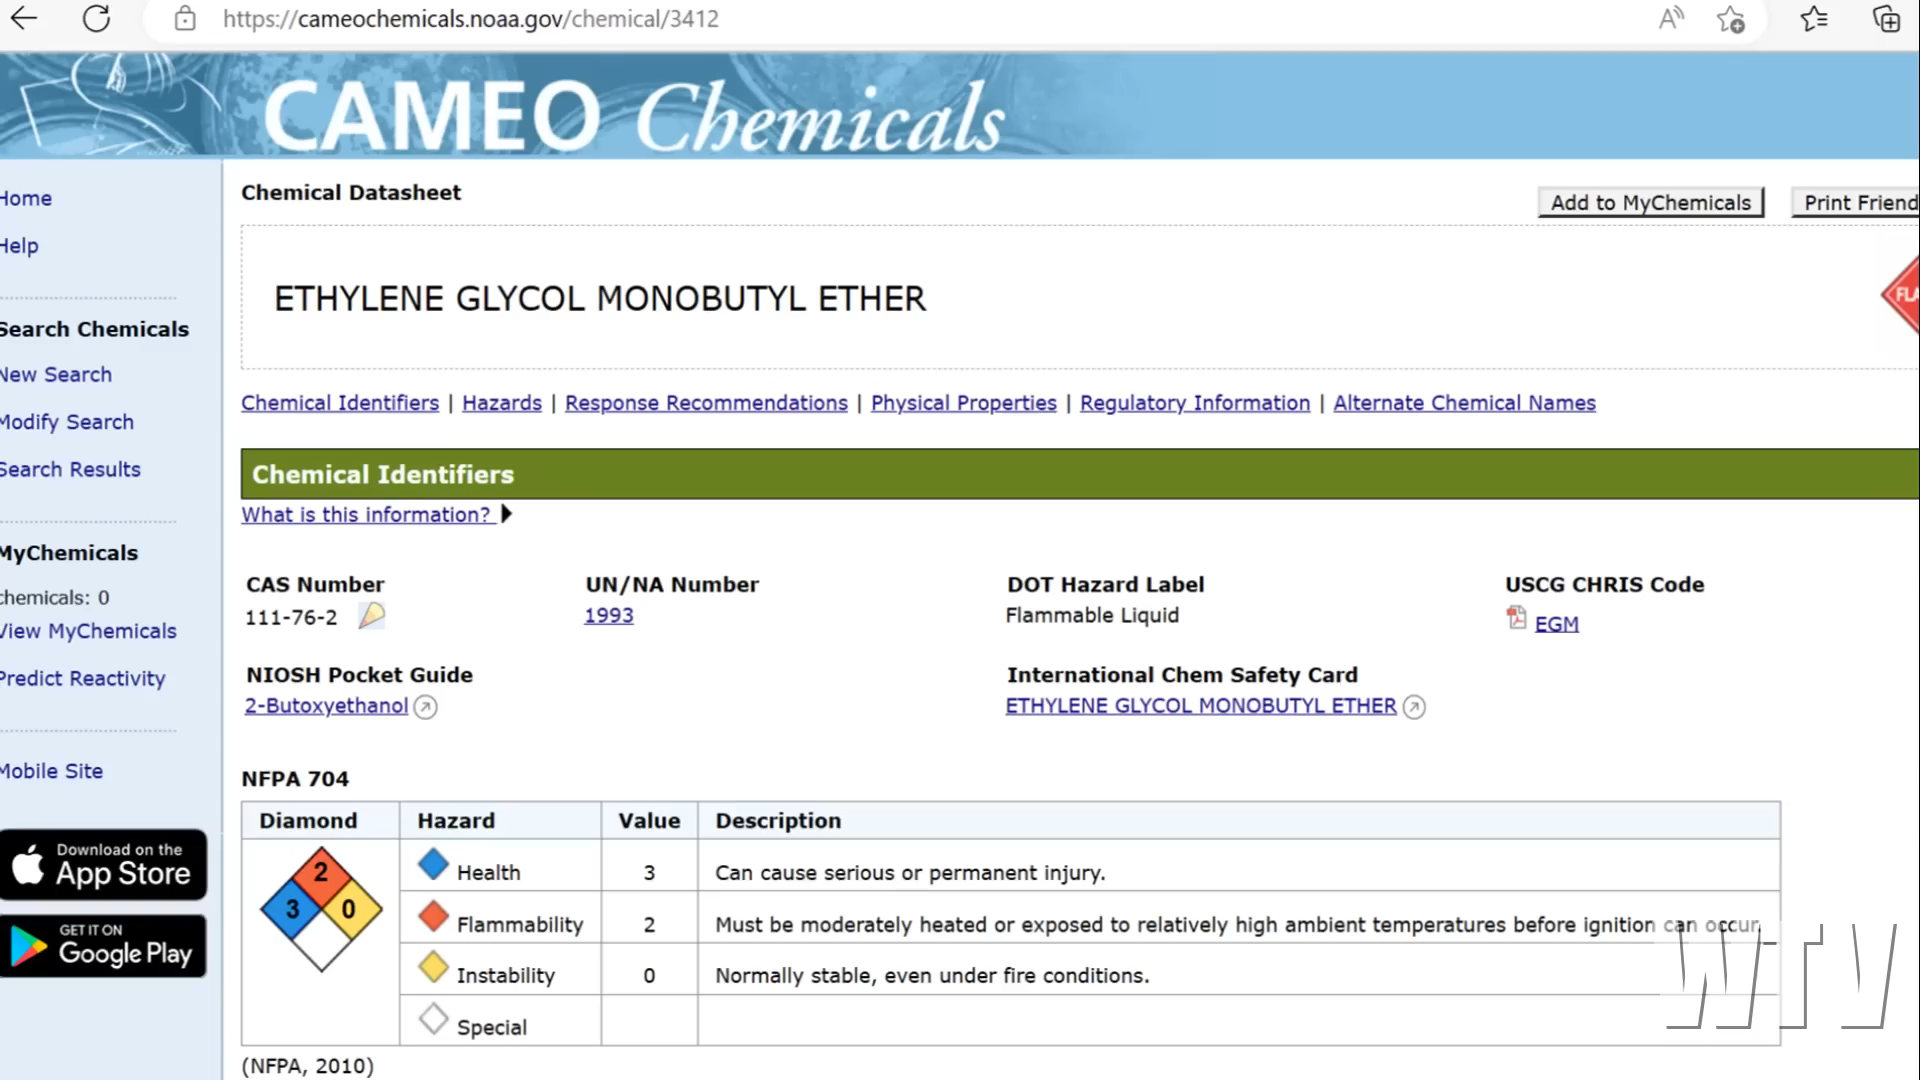 https://cameochemicals.noaa.gov/chemical/3412
CAMEO Chemicals
Home
Help
Search Chemicals
New Search
Modify Search
Search Results
MyChemicals
chemicals: 0
View MyChemicals
Predict Reactivity
Mobile Site
Download on the
App Store
GET IT ON
Google Play
Chemical Datasheet
Add to MyChemicals
Print Friend
ETHYLENE GLYCOL MONOBUTYL ETHER
FLA
Chemical Identifiers | Hazards | Response Recommendations | Physical Properties | Regulatory Information | Alternate Chemical Names
Chemical Identifiers
What is this information?
CAS Number UN/NA Number DOT Hazard Label USCG CHRIS Code
111-76-2 1993 Flammable Liquid EGM
NIOSH Pocket Guide International Chem Safety Card
2-Butoxyethanol ETHYLENE GLYCOL MONOBUTYL ETHER
NFPA 704
Diamond Hazard Value Description
2
3 0
Health 3 Can cause serious or permanent injury.
Flammability 2 Must be moderately heated or exposed to relatively high ambient temperatures before ignition can occur.
Instability 0 Normally stable, even under fire conditions.
Special
(NFPA, 2010)
WTV